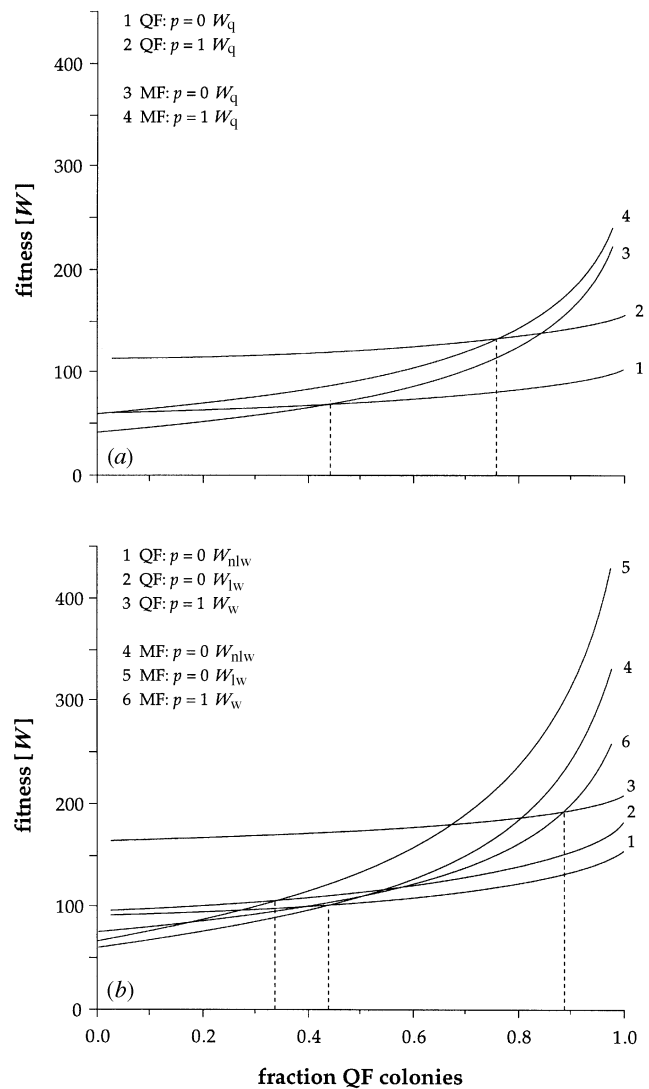 1 QF: p = 0 Wq
2 QF: p = 1 Wq
3 MF: p = 0 Wq
4 MF: p = 1 Wq
400
300
200
100
0
fitness [W]
4
3
2
1
(a)
1 QF: p = 0 Wnlw
2 QF: p = 0 Wlw
3 QF: p = 1 Ww
4 MF: p = 0 Wnlw
5 MF: p = 0 Wlw
6 MF: p = 1 Ww
400
300
200
100
0
fitness [W]
5
4
6
3
2
1
(b)
0.0 0.2 0.4 0.6 0.8 1.0
fraction QF colonies